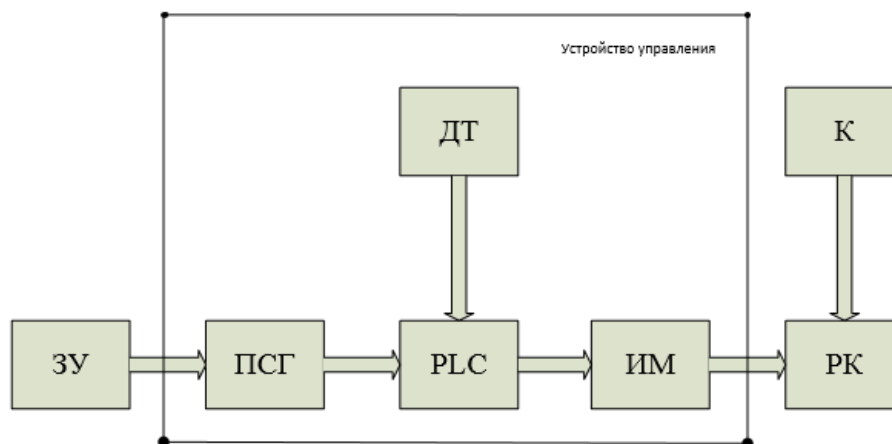 Устройство управления
ДТ
К
ЗУ
ПСГ
PLC
ИМ
РК